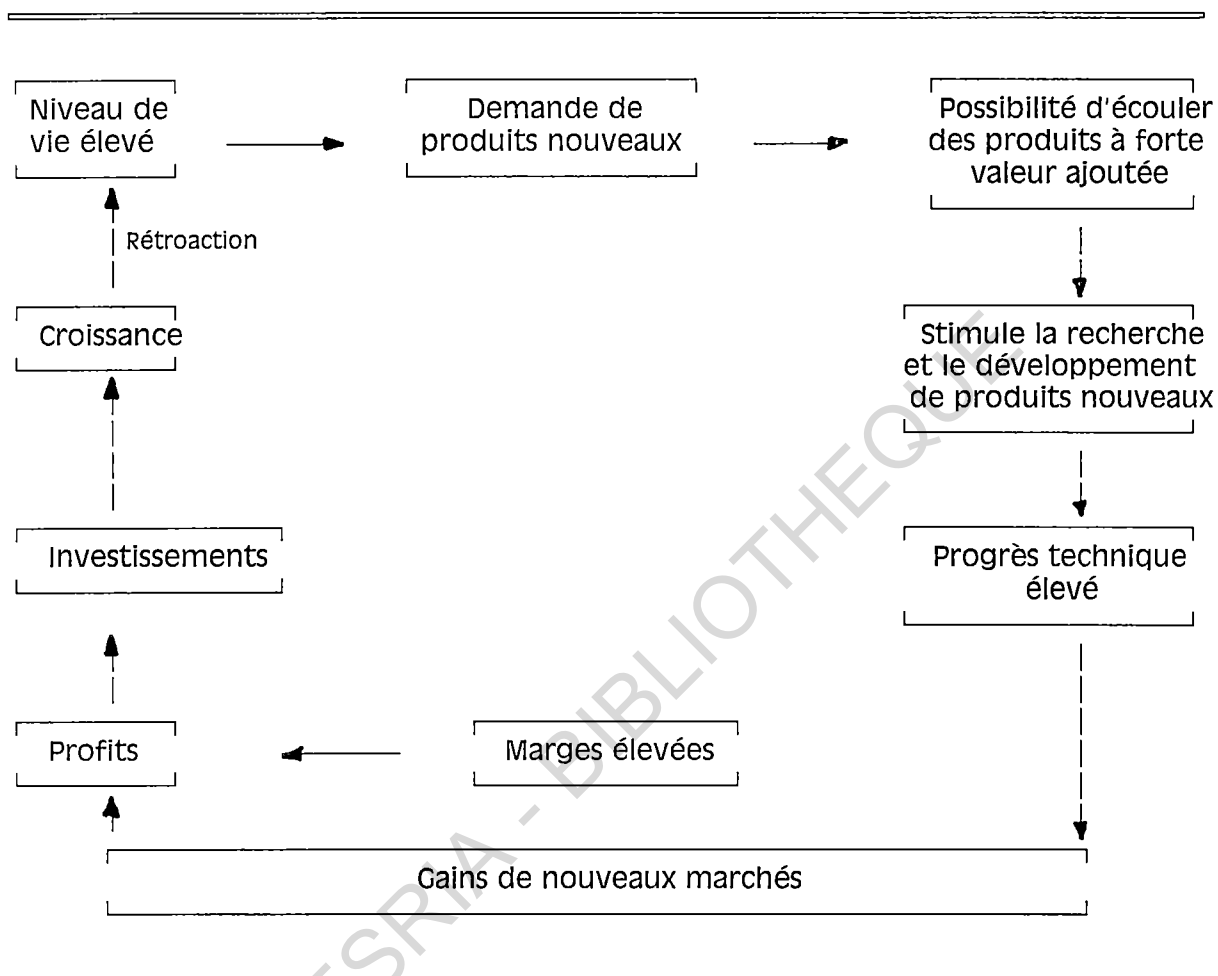 Niveau de
vie élevé
Demande de
produits nouveaux
Possibilité d'écouler
des produits à forte
valeur ajoutée
Rétroaction
Croissance
Stimule la recherche
et le développement
de produits nouveaux
Investissements
Progrès technique
élevé
Profits
Marges élevées
Gains de nouveaux marchés
ESRIA - BIBLIOTHEQUE